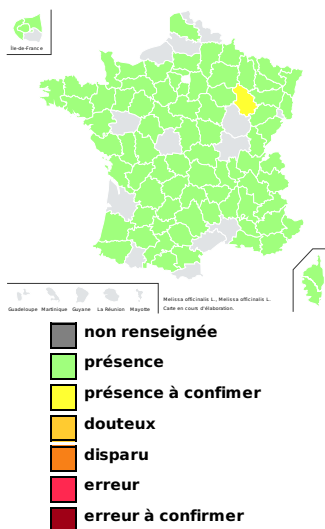 Île-de-France
Guadeloupe Martinique Guyane La Réunion Mayotte
Melissa officinalis L., Melissa officinalis L.
Carte en cours d'élaboration.
non renseignée
présence
présence à confimer
douteux
disparu
erreur
erreur à confirmer